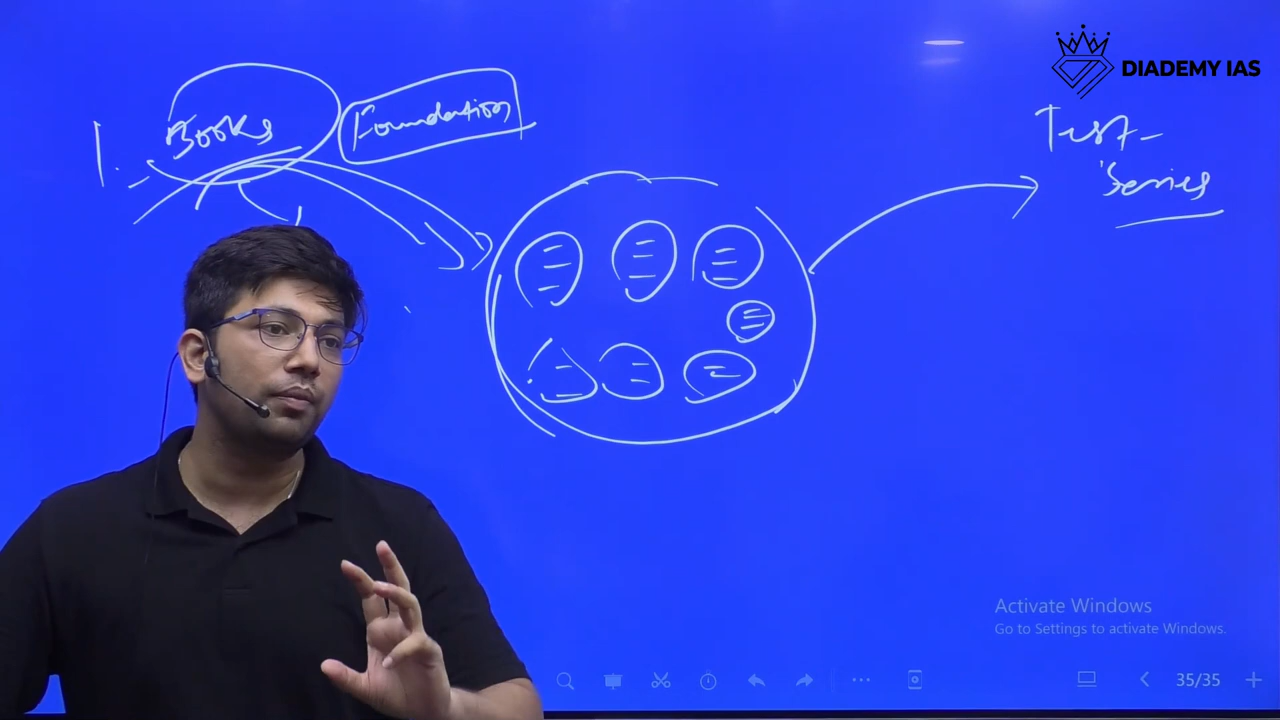 DIADEMY IAS
1. Books
Foundation
Test-
Series
Activate Windows
Go to Settings to activate Windows.
35/35